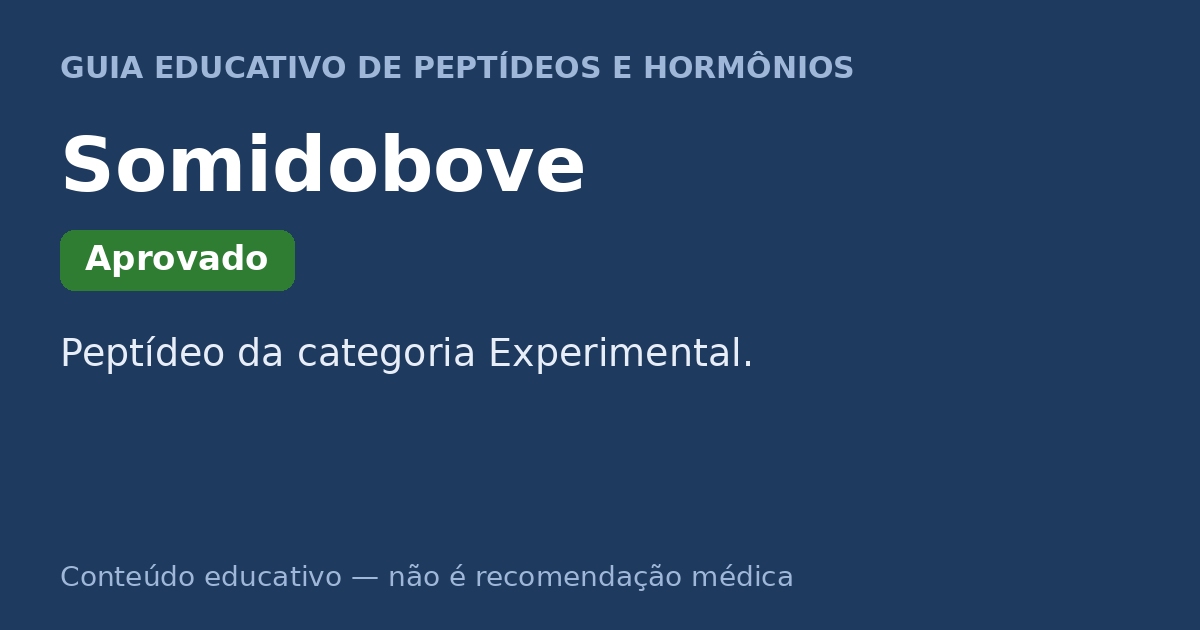 GUIA EDUCATIVO DE PEPTÍDEOS E HORMÔNIOS
Somidobove
Aprovado
Peptídeo da categoria Experimental.
Conteúdo educativo — não é recomendação médica